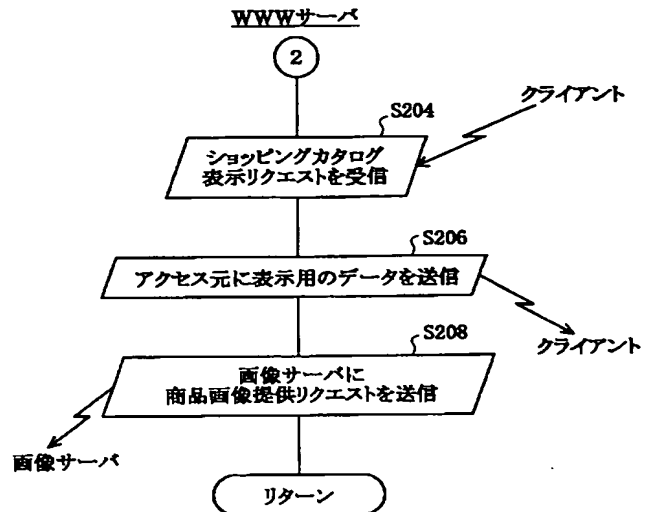 WWWサーバ
2
クライアント
S204
ショッピングカタログ
表示リクエストを受信
S206
アクセス元に表示用のデータを送信
クライアント
S208
画像サーバに
商品画像提供リクエストを送信
画像サーバ
リターン